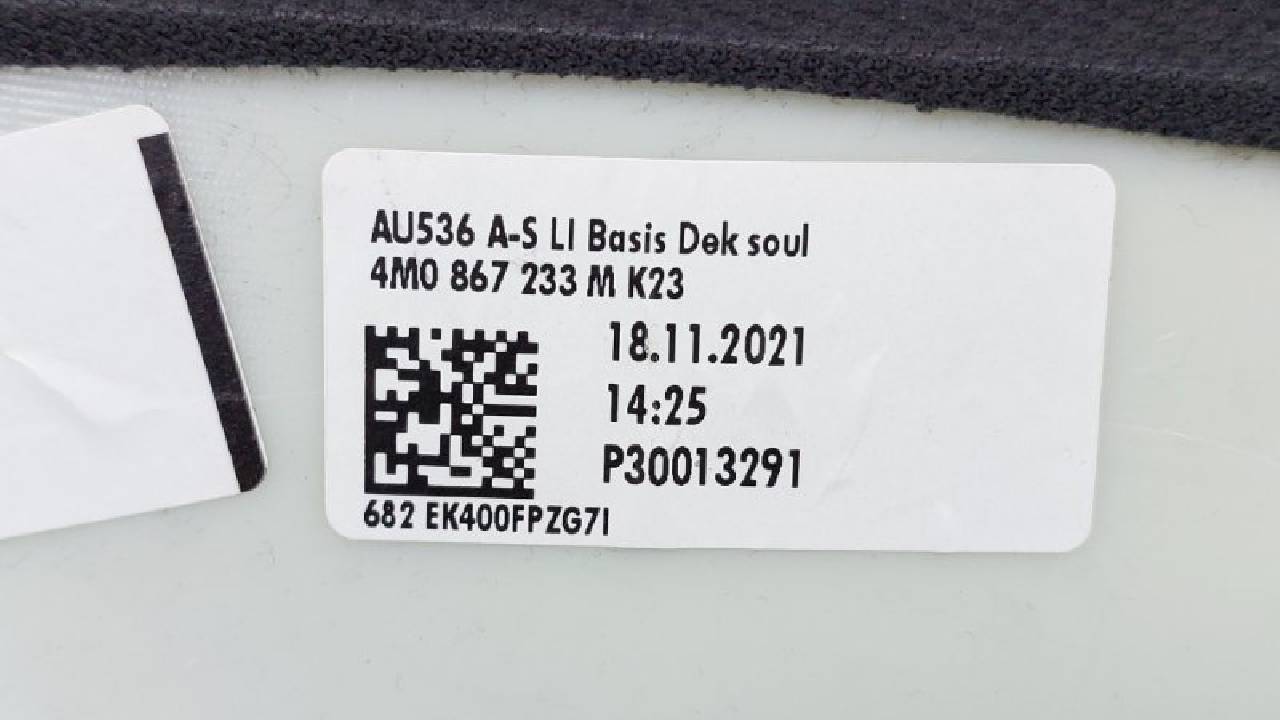 AU536 A-S LI Basis Dek soul
4M0 867 233 M K23
18.11.2021
14:25
P30013291
682 EK400FPZG7I